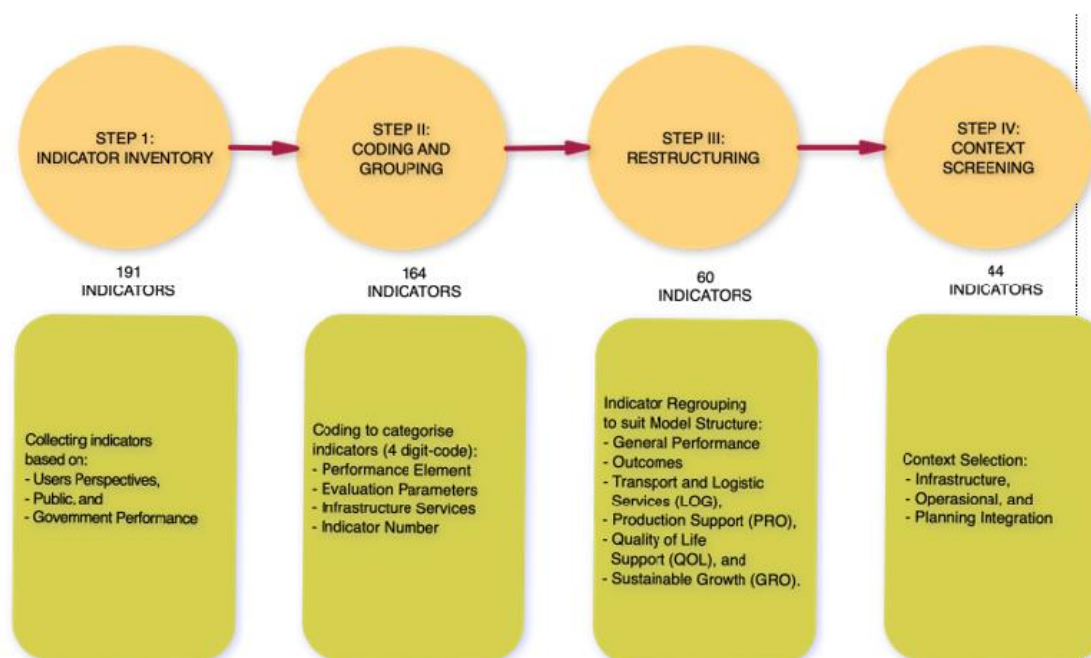 STEP 1:
INDICATOR INVENTORY
STEP II:
CODING AND
GROUPING
STEP III:
RESTRUCTURING
STEP IV:
CONTEXT
SCREENING
191
INDICATORS
164
INDICATORS
60
INDICATORS
44
INDICATORS
Collecting indicators
based on:
- Users Perspectives,
- Public, and
- Government Performance
Coding to categorise
indicators (4 digit-code):
- Performance Element
- Evaluation Parameters
- Infrastructure Services
- Indicator Number
Indicator Regrouping
to suit Model Structure:
- General Performance
- Outcomes
- Transport and Logistic
Services (LOG),
- Production Support (PRO),
- Quality of Life
Support (QOL), and
- Sustainable Growth (GRO).
Context Selection:
- Infrastructure,
- Operasional, and
- Planning Integration